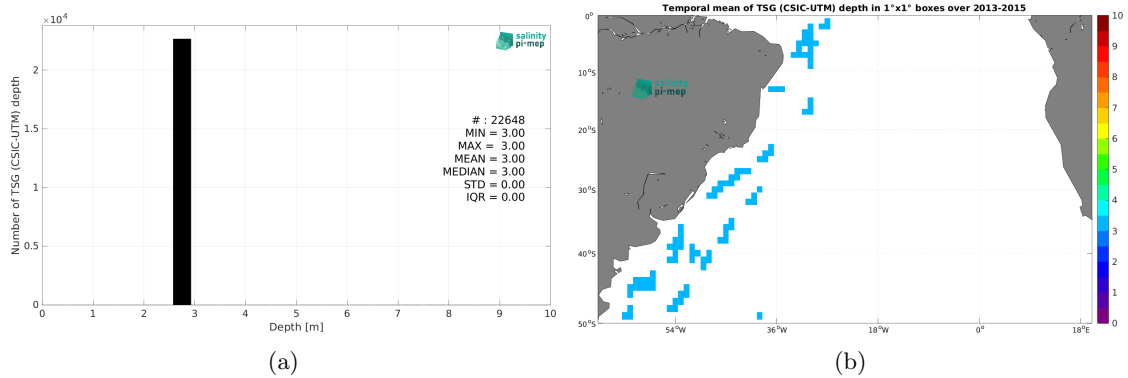 ×10⁴
2
1.5
1
0.5
0
Number of TSG (CSIC-UTM) depth
salinity
pi-mep
# : 22648
MIN = 3.00
MAX = 3.00
MEAN = 3.00
MEDIAN = 3.00
STD = 0.00
IQR = 0.00
0 1 2 3 4 5 6 7 8 9 10
Depth [m]
(a)
Temporal mean of TSG (CSIC-UTM) depth in 1°x1° boxes over 2013-2015
0°
10°S
20°S
30°S
40°S
50°S
salinity
pi-mep
54°W 36°W 18°W 0° 18°E
10
9
8
7
6
5
4
3
2
1
0
(b)